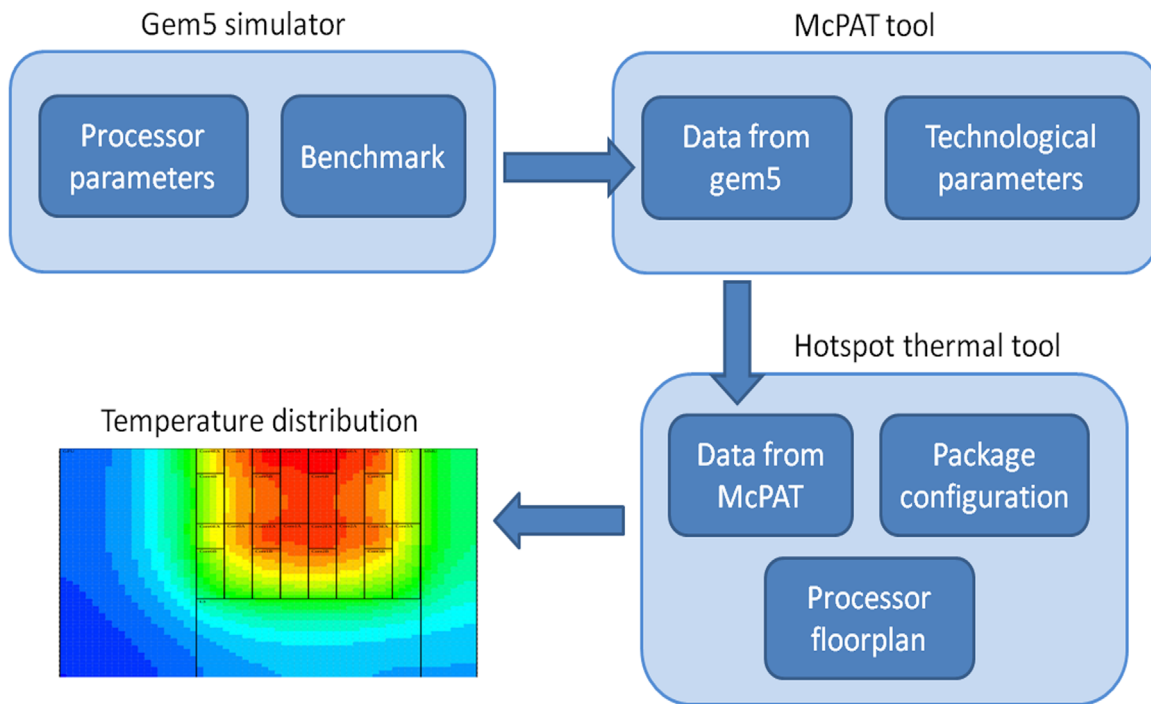 Gem5 simulator
McPAT tool
Processor
parameters
Benchmark
Data from
gem5
Technological
parameters
Hotspot thermal tool
Temperature distribution
Data from
McPAT
Package
configuration
Processor
floorplan